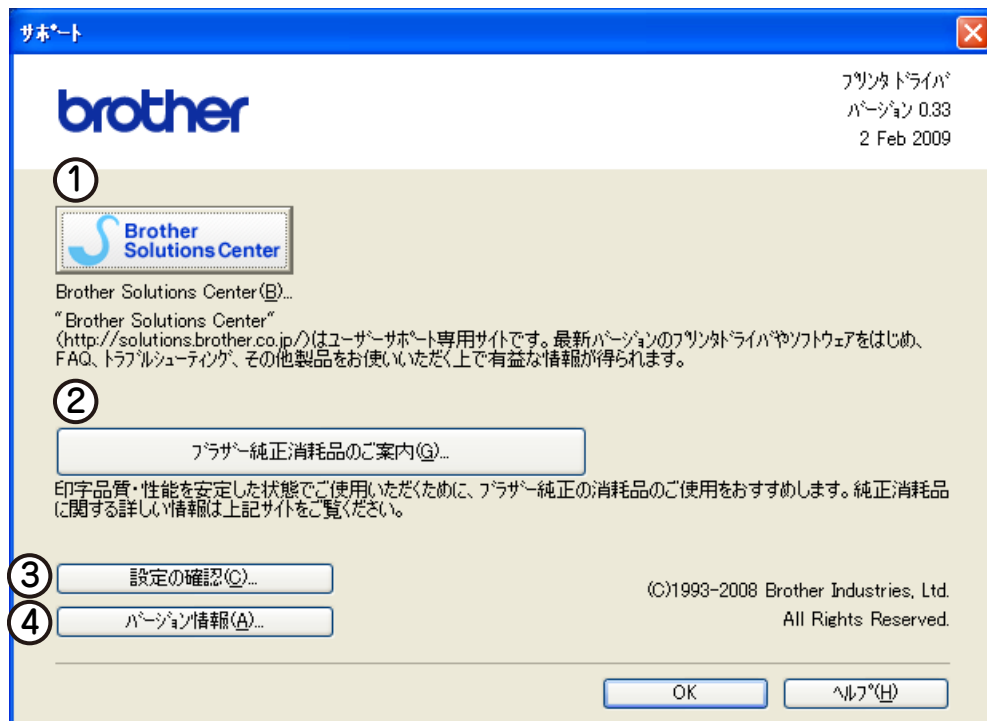 サポート
brother
プリンタ ドライバ
バージョン 0.33
2 Feb 2009
①
Brother
Solutions Center
Brother Solutions Center(B)...
"Brother Solutions Center"
(http://solutions.brother.co.jp/)はユーザーサポート専用サイトです。最新バージョンのプリンタドライバやソフトウェアをはじめ、
FAQ、トラブルシューティング、その他製品をお使いいただく上で有益な情報が得られます。
②
ブラザー純正消耗品のご案内(G)...
印字品質・性能を安定した状態でご使用いただくために、ブラザー純正の消耗品のご使用をおすすめします。純正消耗品
に関する詳しい情報は上記サイトをご覧ください。
③
設定の確認(C)...
④
バージョン情報(A)...
(C)1993-2008 Brother Industries, Ltd.
All Rights Reserved.
OK
ヘルプ(H)